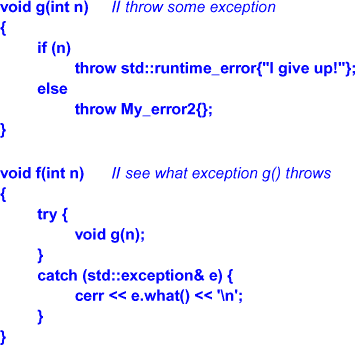 void g(int n) // throw some exception
{
if (n)
throw std::runtime_error{"I give up!"};
else
throw My_error2{};
}
void f(int n) // see what exception g() throws
{
try {
void g(n);
}
catch (std::exception& e) {
cerr << e.what() << '\n';
}
}